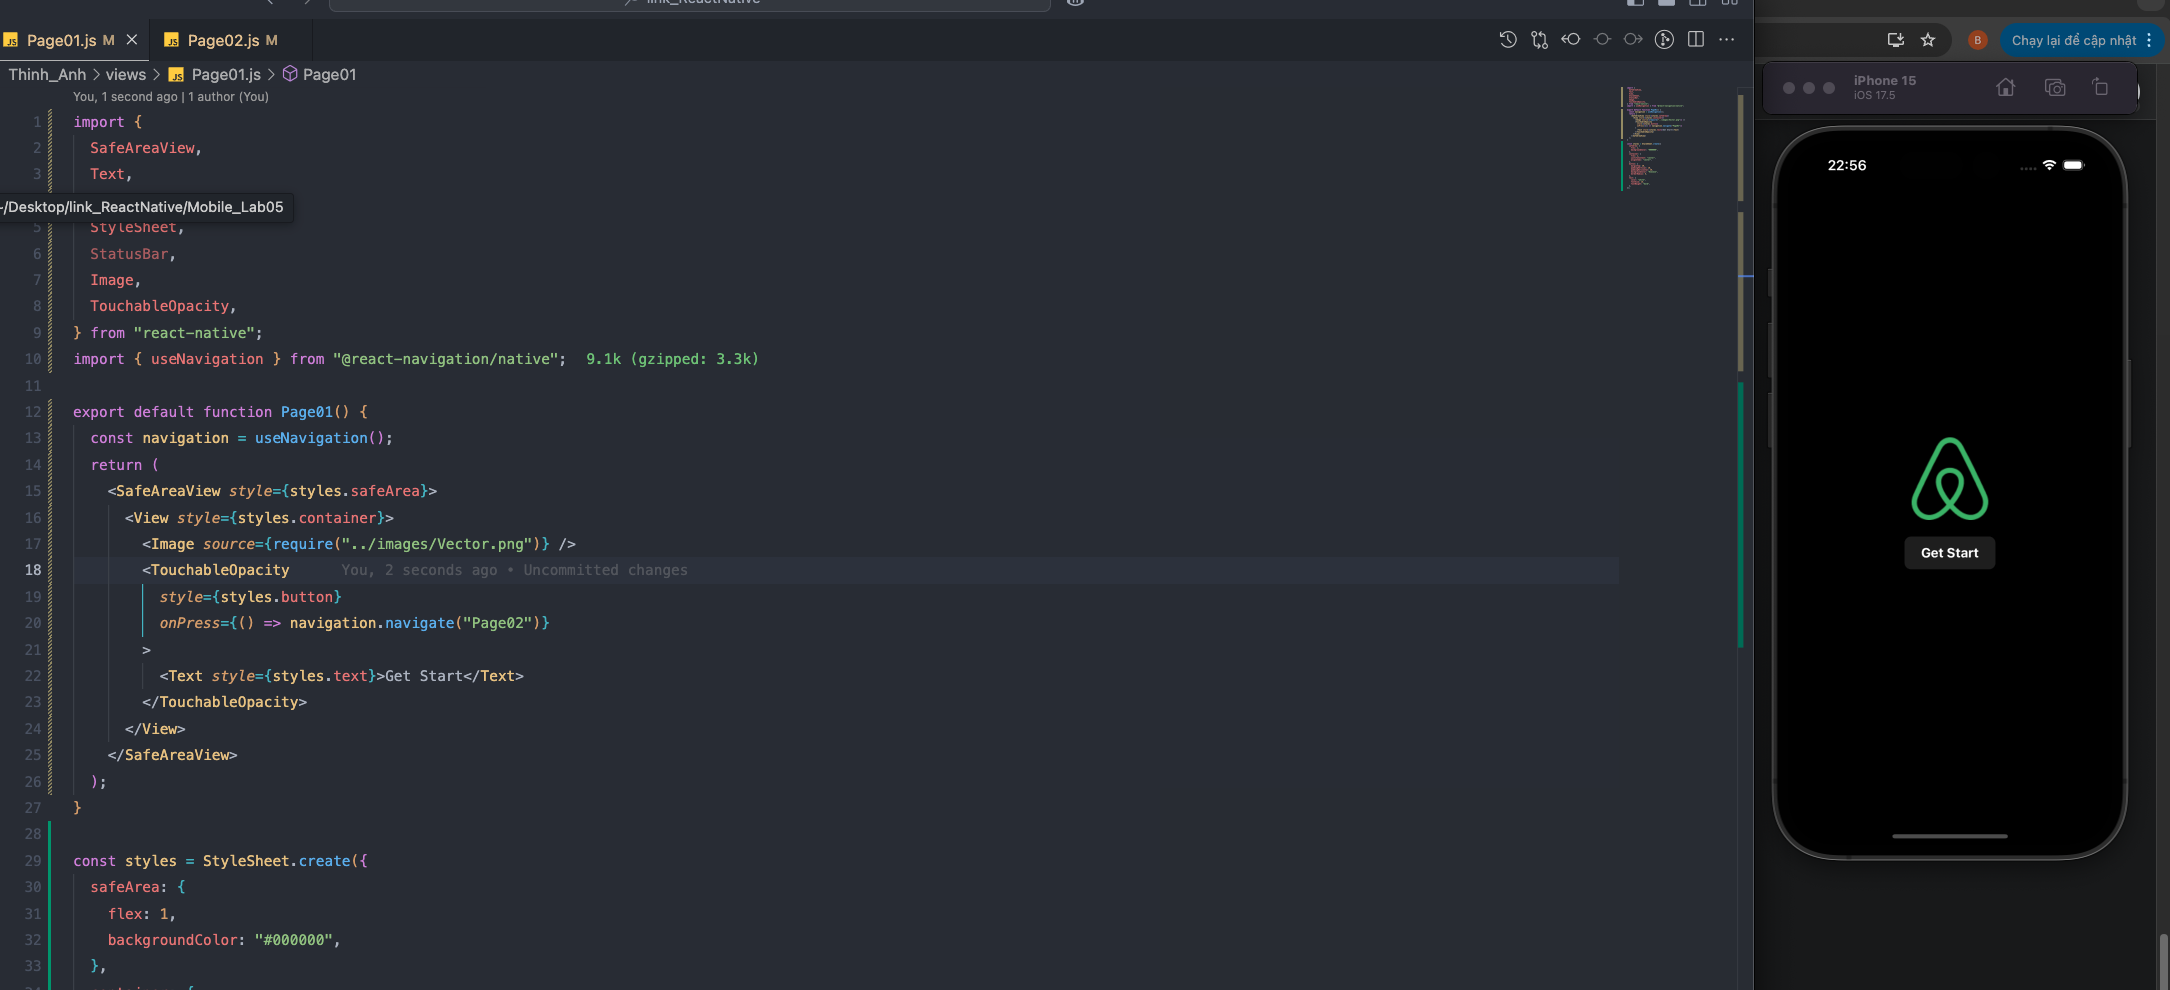 link_ReactNative
Page01.js M
Page02.js M
Thinh_Anh > views > Page01.js > Page01
You, 1 second ago | 1 author (You)
1 import {
2 SafeAreaView,
3 Text,
~/Desktop/link_ReactNative/Mobile_Lab05
5 StyleSheet,
6 StatusBar,
7 Image,
8 TouchableOpacity,
9 } from "react-native";
10 import { useNavigation } from "@react-navigation/native"; 9.1k (gzipped: 3.3k)
11
12 export default function Page01() {
13 const navigation = useNavigation();
14 return (
15 <SafeAreaView style={styles.safeArea}>
16 <View style={styles.container}>
17 <Image source={require("../images/Vector.png")} />
18 <TouchableOpacity You, 2 seconds ago • Uncommitted changes
19 style={styles.button}
20 onPress={() => navigation.navigate("Page02")}
21 >
22 <Text style={styles.text}>Get Start</Text>
23 </TouchableOpacity>
24 </View>
25 </SafeAreaView>
26 );
27 }
28
29 const styles = StyleSheet.create({
30 safeArea: {
31 flex: 1,
32 backgroundColor: "#000000",
33 },
B
Chạy lại để cập nhật
iPhone 15
iOS 17.5
22:56
Get Start